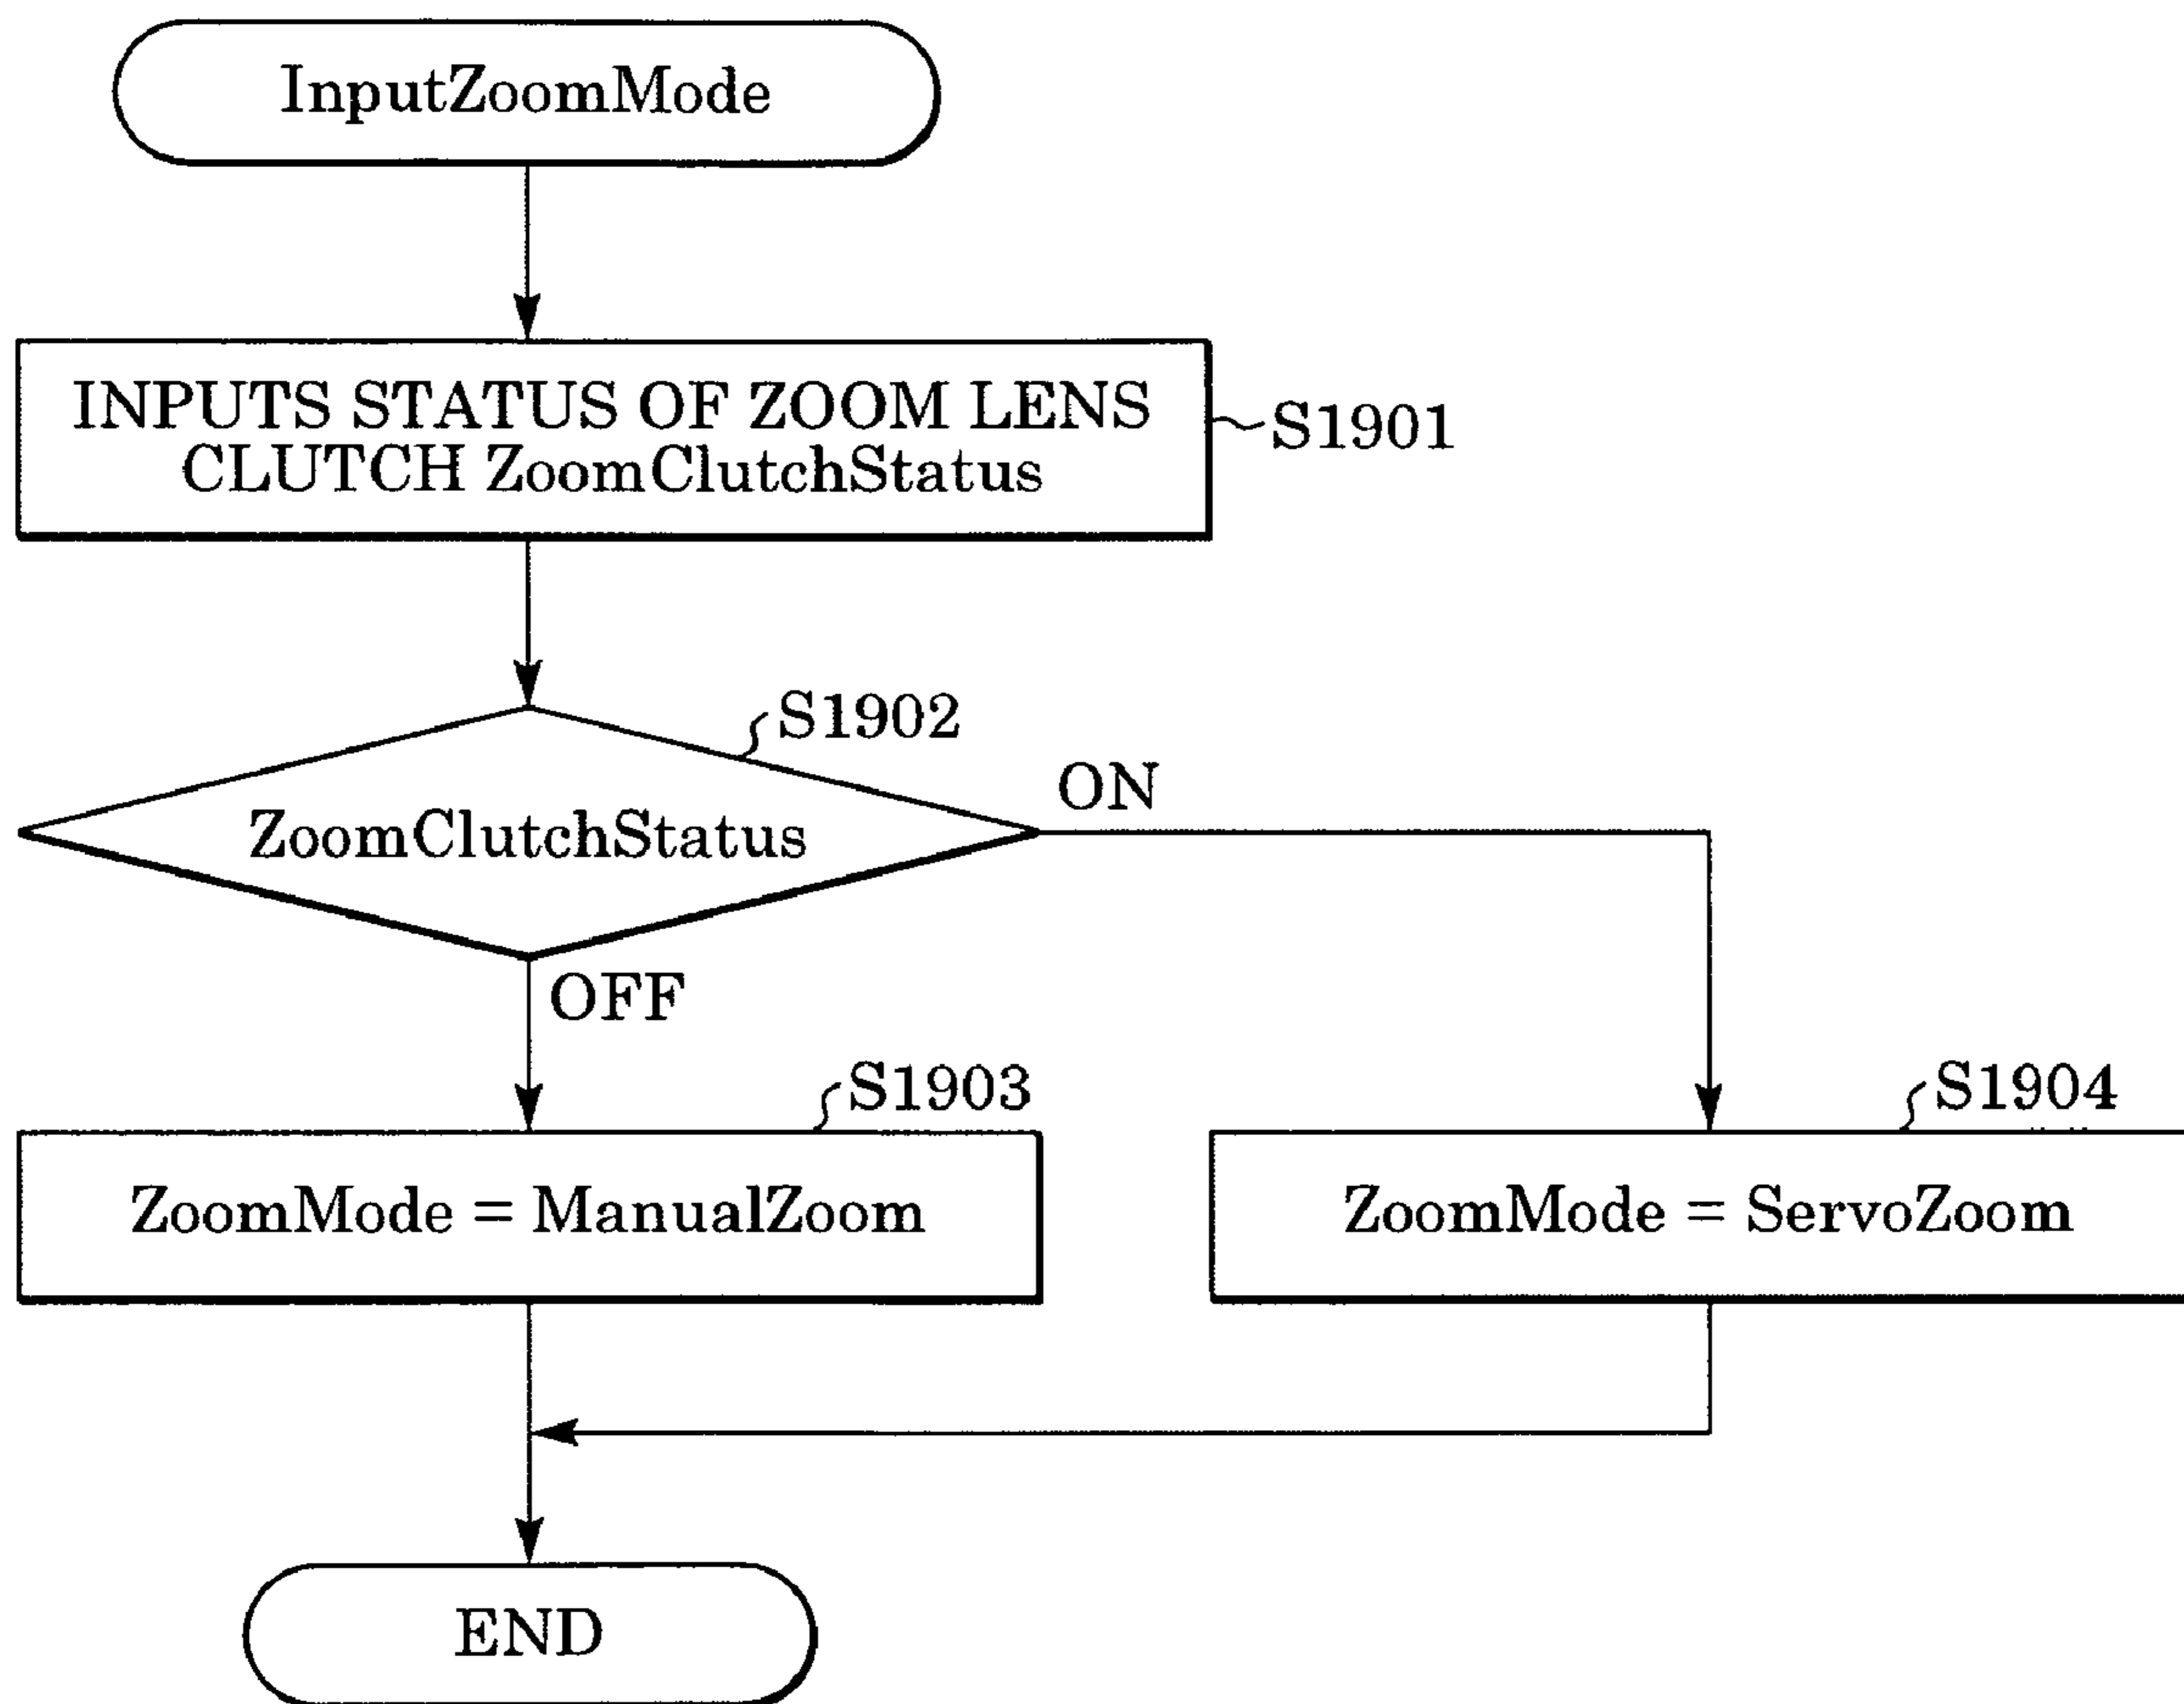 InputZoomMode
INPUTS STATUS OF ZOOM LENS
CLUTCH ZoomClutchStatus
S1901
S1902
ZoomClutchStatus
ON
OFF
S1903
ZoomMode = ManualZoom
S1904
ZoomMode = ServoZoom
END